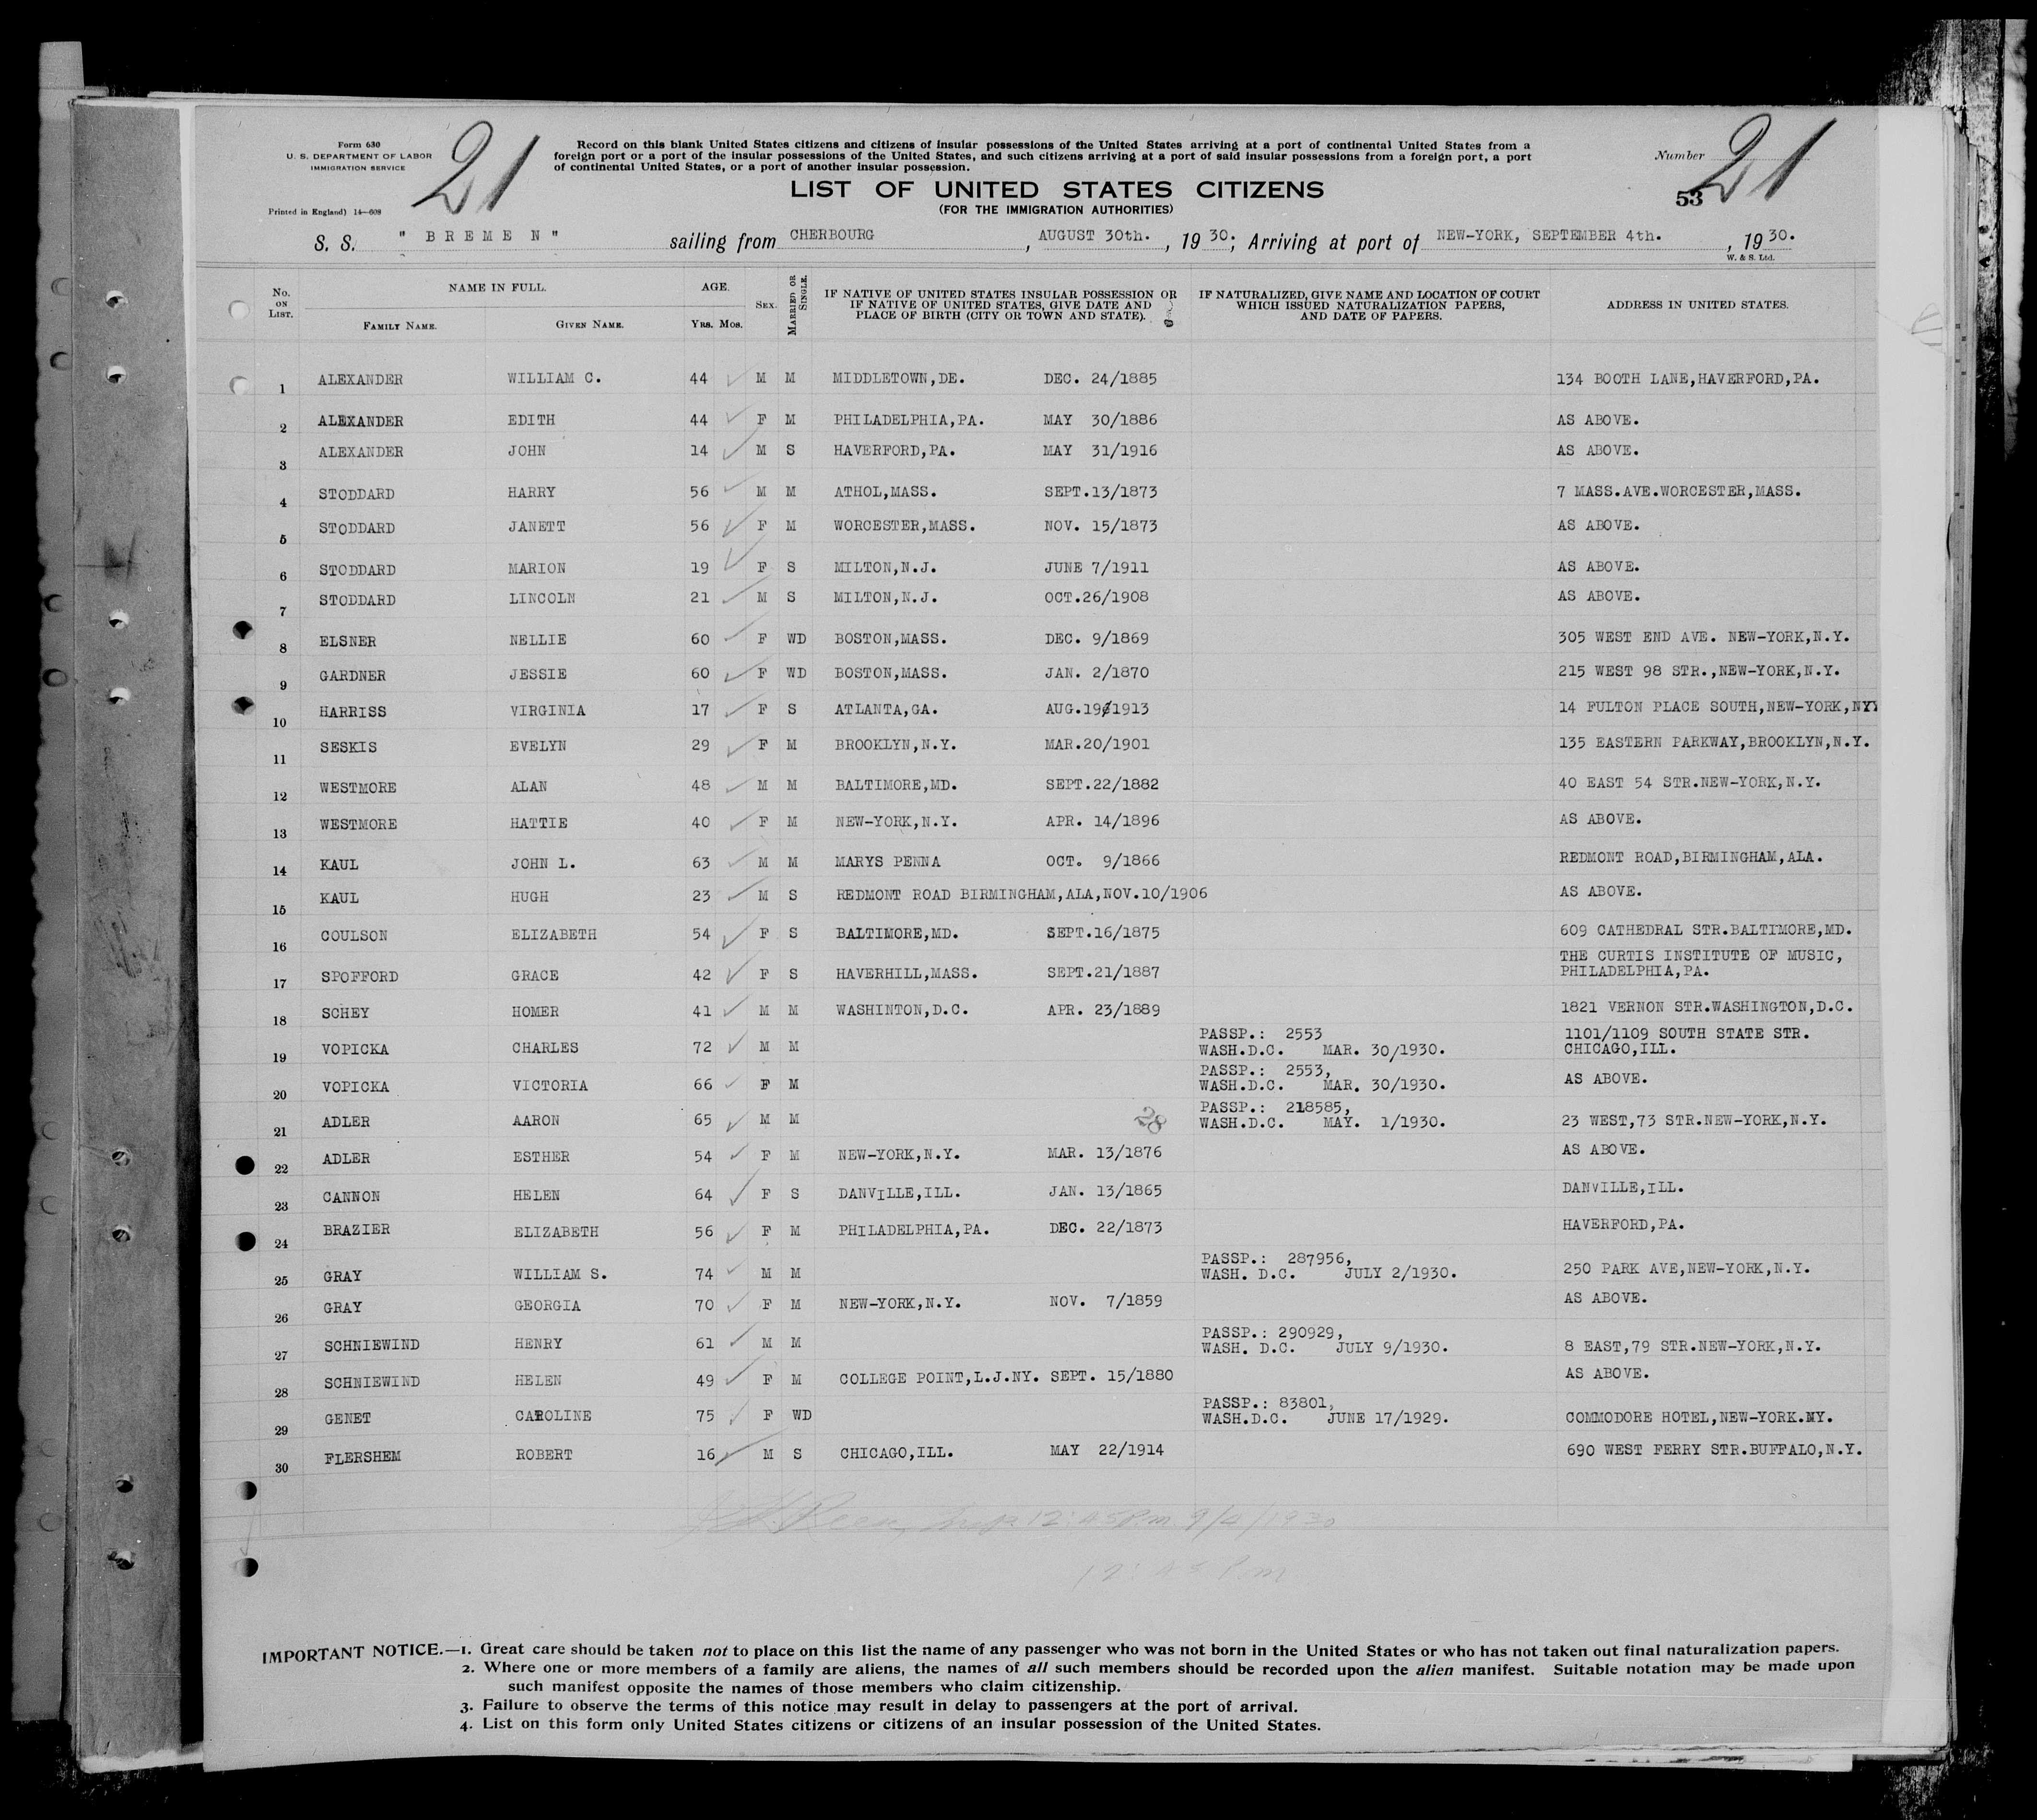 Form 630
U. S. DEPARTMENT OF LABOR
IMMIGRATION SERVICE
Printed in England) 14—608
21
Record on this blank United States citizens and citizens of insular possessions of the United States arriving at a port of continental United States from a
foreign port or a port of the insular possessions of the United States, and such citizens arriving at a port of said insular possessions from a foreign port, a port
of continental United States, or a port of another insular possession.
LIST OF UNITED STATES CITIZENS
(FOR THE IMMIGRATION AUTHORITIES)
Number 21
53
S. S. " B R E M E N " sailing from CHERBOURG, AUGUST 30th., 19 30; Arriving at port of NEW-YORK, SEPTEMBER 4th., 19 30.
W. & S. Ltd.
No. ON LIST. NAME IN FULL. AGE. SEX. MARRIED OR SINGLE. IF NATIVE OF UNITED STATES INSULAR POSSESSION OR IF NATIVE OF UNITED STATES, GIVE DATE AND PLACE OF BIRTH (CITY OR TOWN AND STATE). IF NATURALIZED, GIVE NAME AND LOCATION OF COURT WHICH ISSUED NATURALIZATION PAPERS, AND DATE OF PAPERS. ADDRESS IN UNITED STATES.
FAMILY NAME. GIVEN NAME. YRS. MOS.
1 ALEXANDER WILLIAM C. 44 M M MIDDLETOWN,DE. DEC. 24/1885 134 BOOTH LANE,HAVERFORD,PA.
2 ALEXANDER EDITH 44 F M PHILADELPHIA,PA. MAY 30/1886 AS ABOVE.
3 ALEXANDER JOHN 14 M S HAVERFORD,PA. MAY 31/1916 AS ABOVE.
4 STODDARD HARRY 56 M M ATHOL,MASS. SEPT.13/1873 7 MASS.AVE.WORCESTER,MASS.
5 STODDARD JANETT 56 F M WORCESTER,MASS. NOV. 15/1873 AS ABOVE.
6 STODDARD MARION 19 F S MILTON,N.J. JUNE 7/1911 AS ABOVE.
7 STODDARD LINCOLN 21 M S MILTON,N.J. OCT.26/1908 AS ABOVE.
8 ELSNER NELLIE 60 F WD BOSTON,MASS. DEC. 9/1869 305 WEST END AVE. NEW-YORK,N.Y.
9 GARDNER JESSIE 60 F WD BOSTON,MASS. JAN. 2/1870 215 WEST 98 STR.,NEW-YORK,N.Y.
10 HARRISS VIRGINIA 17 F S ATLANTA,GA. AUG.19/1913 14 FULTON PLACE SOUTH,NEW-YORK,NY
11 SESKIS EVELYN 29 F M BROOKLYN,N.Y. MAR.20/1901 135 EASTERN PARKWAY,BROOKLYN,N.Y.
12 WESTMORE ALAN 48 M M BALTIMORE,MD. SEPT.22/1882 40 EAST 54 STR.NEW-YORK,N.Y.
13 WESTMORE HATTIE 40 F M NEW-YORK,N.Y. APR. 14/1896 AS ABOVE.
14 KAUL JOHN L. 63 M M MARYS PENNA OCT. 9/1866 REDMONT ROAD,BIRMINGHAM,ALA.
15 KAUL HUGH 23 M S REDMONT ROAD BIRMINGHAM,ALA,NOV.10/1906 AS ABOVE.
16 COULSON ELIZABETH 54 F S BALTIMORE,MD. SEPT.16/1875 609 CATHEDRAL STR.BALTIMORE,MD.
17 SPOFFORD GRACE 42 F S HAVERHILL,MASS. SEPT.21/1887 THE CURTIS INSTITUTE OF MUSIC, PHILADELPHIA,PA.
18 SCHEY HOMER 41 M M WASHINTON,D.C. APR. 23/1889 1821 VERNON STR.WASHINGTON,D.C.
19 VOPICKA CHARLES 72 M M PASSP.: 2553 WASH.D.C. MAR. 30/1930. 1101/1109 SOUTH STATE STR. CHICAGO,ILL.
20 VOPICKA VICTORIA 66 F M PASSP.: 2553, WASH.D.C. MAR. 30/1930. AS ABOVE.
21 ADLER AARON 65 M M 28 PASSP.: 218585, WASH.D.C. MAY. 1/1930. 23 WEST,73 STR.NEW-YORK,N.Y.
22 ADLER ESTHER 54 F M NEW-YORK,N.Y. MAR. 13/1876 AS ABOVE.
23 CANNON HELEN 64 F S DANVILLE,ILL. JAN. 13/1865 DANVILLE,ILL.
24 BRAZIER ELIZABETH 56 F M PHILADELPHIA,PA. DEC. 22/1873 HAVERFORD,PA.
25 GRAY WILLIAM S. 74 M M PASSP.: 287956, WASH. D.C. JULY 2/1930. 250 PARK AVE,NEW-YORK,N.Y.
26 GRAY GEORGIA 70 F M NEW-YORK,N.Y. NOV. 7/1859 AS ABOVE.
27 SCHNIEWIND HENRY 61 M M PASSP.: 290929, WASH. D.C. JULY 9/1930. 8 EAST,79 STR.NEW-YORK,N.Y.
28 SCHNIEWIND HELEN 49 F M COLLEGE POINT,L.J.NY. SEPT. 15/1880 AS ABOVE.
29 GENET CAROLINE 75 F WD PASSP.: 83801, WASH.D.C. JUNE 17/1929. COMMODORE HOTEL,NEW-YORK.NY.
30 FLERSHEM ROBERT 16 M S CHICAGO,ILL. MAY 22/1914 690 WEST FERRY STR.BUFFALO,N.Y.
12:45 P.m 9/4/1930
12:45 P.m
IMPORTANT NOTICE.—1. Great care should be taken not to place on this list the name of any passenger who was not born in the United States or who has not taken out final naturalization papers.
2. Where one or more members of a family are aliens, the names of all such members should be recorded upon the alien manifest. Suitable notation may be made upon
such manifest opposite the names of those members who claim citizenship.
3. Failure to observe the terms of this notice may result in delay to passengers at the port of arrival.
4. List on this form only United States citizens or citizens of an insular possession of the United States.